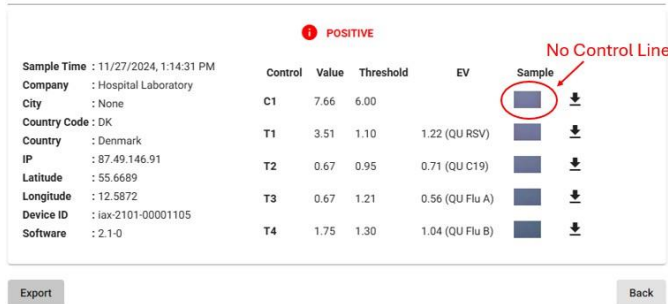 POSITIVE
No Control Line
Sample Time : 11/27/2024, 1:14:31 PM
Company : Hospital Laboratory
City : None
Country Code : DK
Country : Denmark
IP : 87.49.146.91
Latitude : 55.6689
Longitude : 12.5872
Device ID : iax-2101-00001105
Software : 2.1-0
Control Value Threshold EV Sample
C1 7.66 6.00
T1 3.51 1.10 1.22 (QU RSV)
T2 0.67 0.95 0.71 (QU C19)
T3 0.67 1.21 0.56 (QU Flu A)
T4 1.75 1.30 1.04 (QU Flu B)
Export
Back